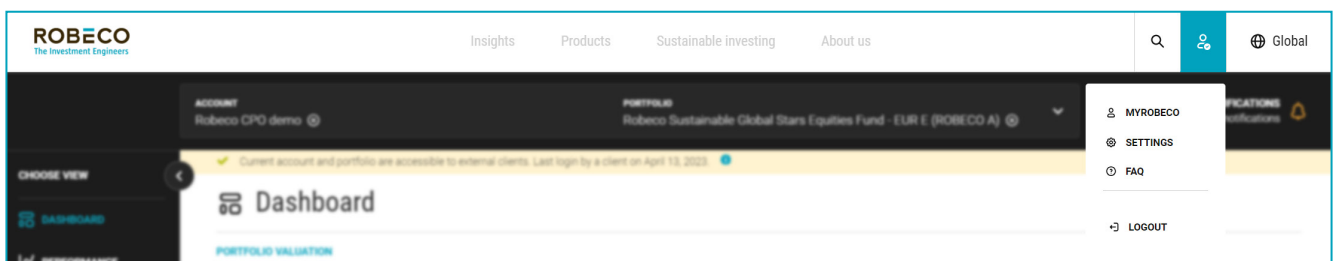 ROBECO
The Investment Engineers
Insights Products Sustainable investing About us
Global
ACCOUNT
Robeco CPO demo
PORTFOLIO
Robeco Sustainable Global Stars Equities Fund - EUR E (ROBECO A)
MYROBECO
SETTINGS
FAQ
LOGOUT
Current account and portfolio are accessible to external clients. Last login by a client on April 13, 2023.
CHOOSE VIEW
Dashboard
DASHBOARD
PORTFOLIO VALUATION